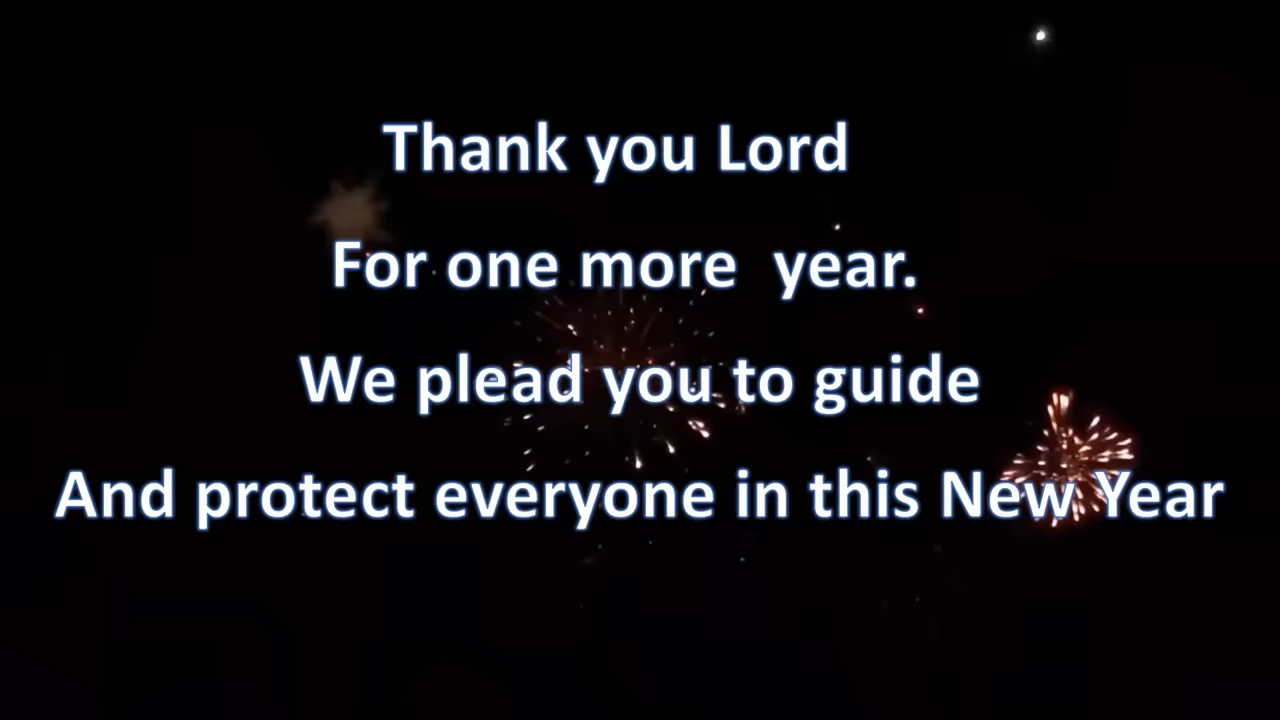 Thank you Lord
For one more  year.
We plead you to guide
And protect everyone in this New Year